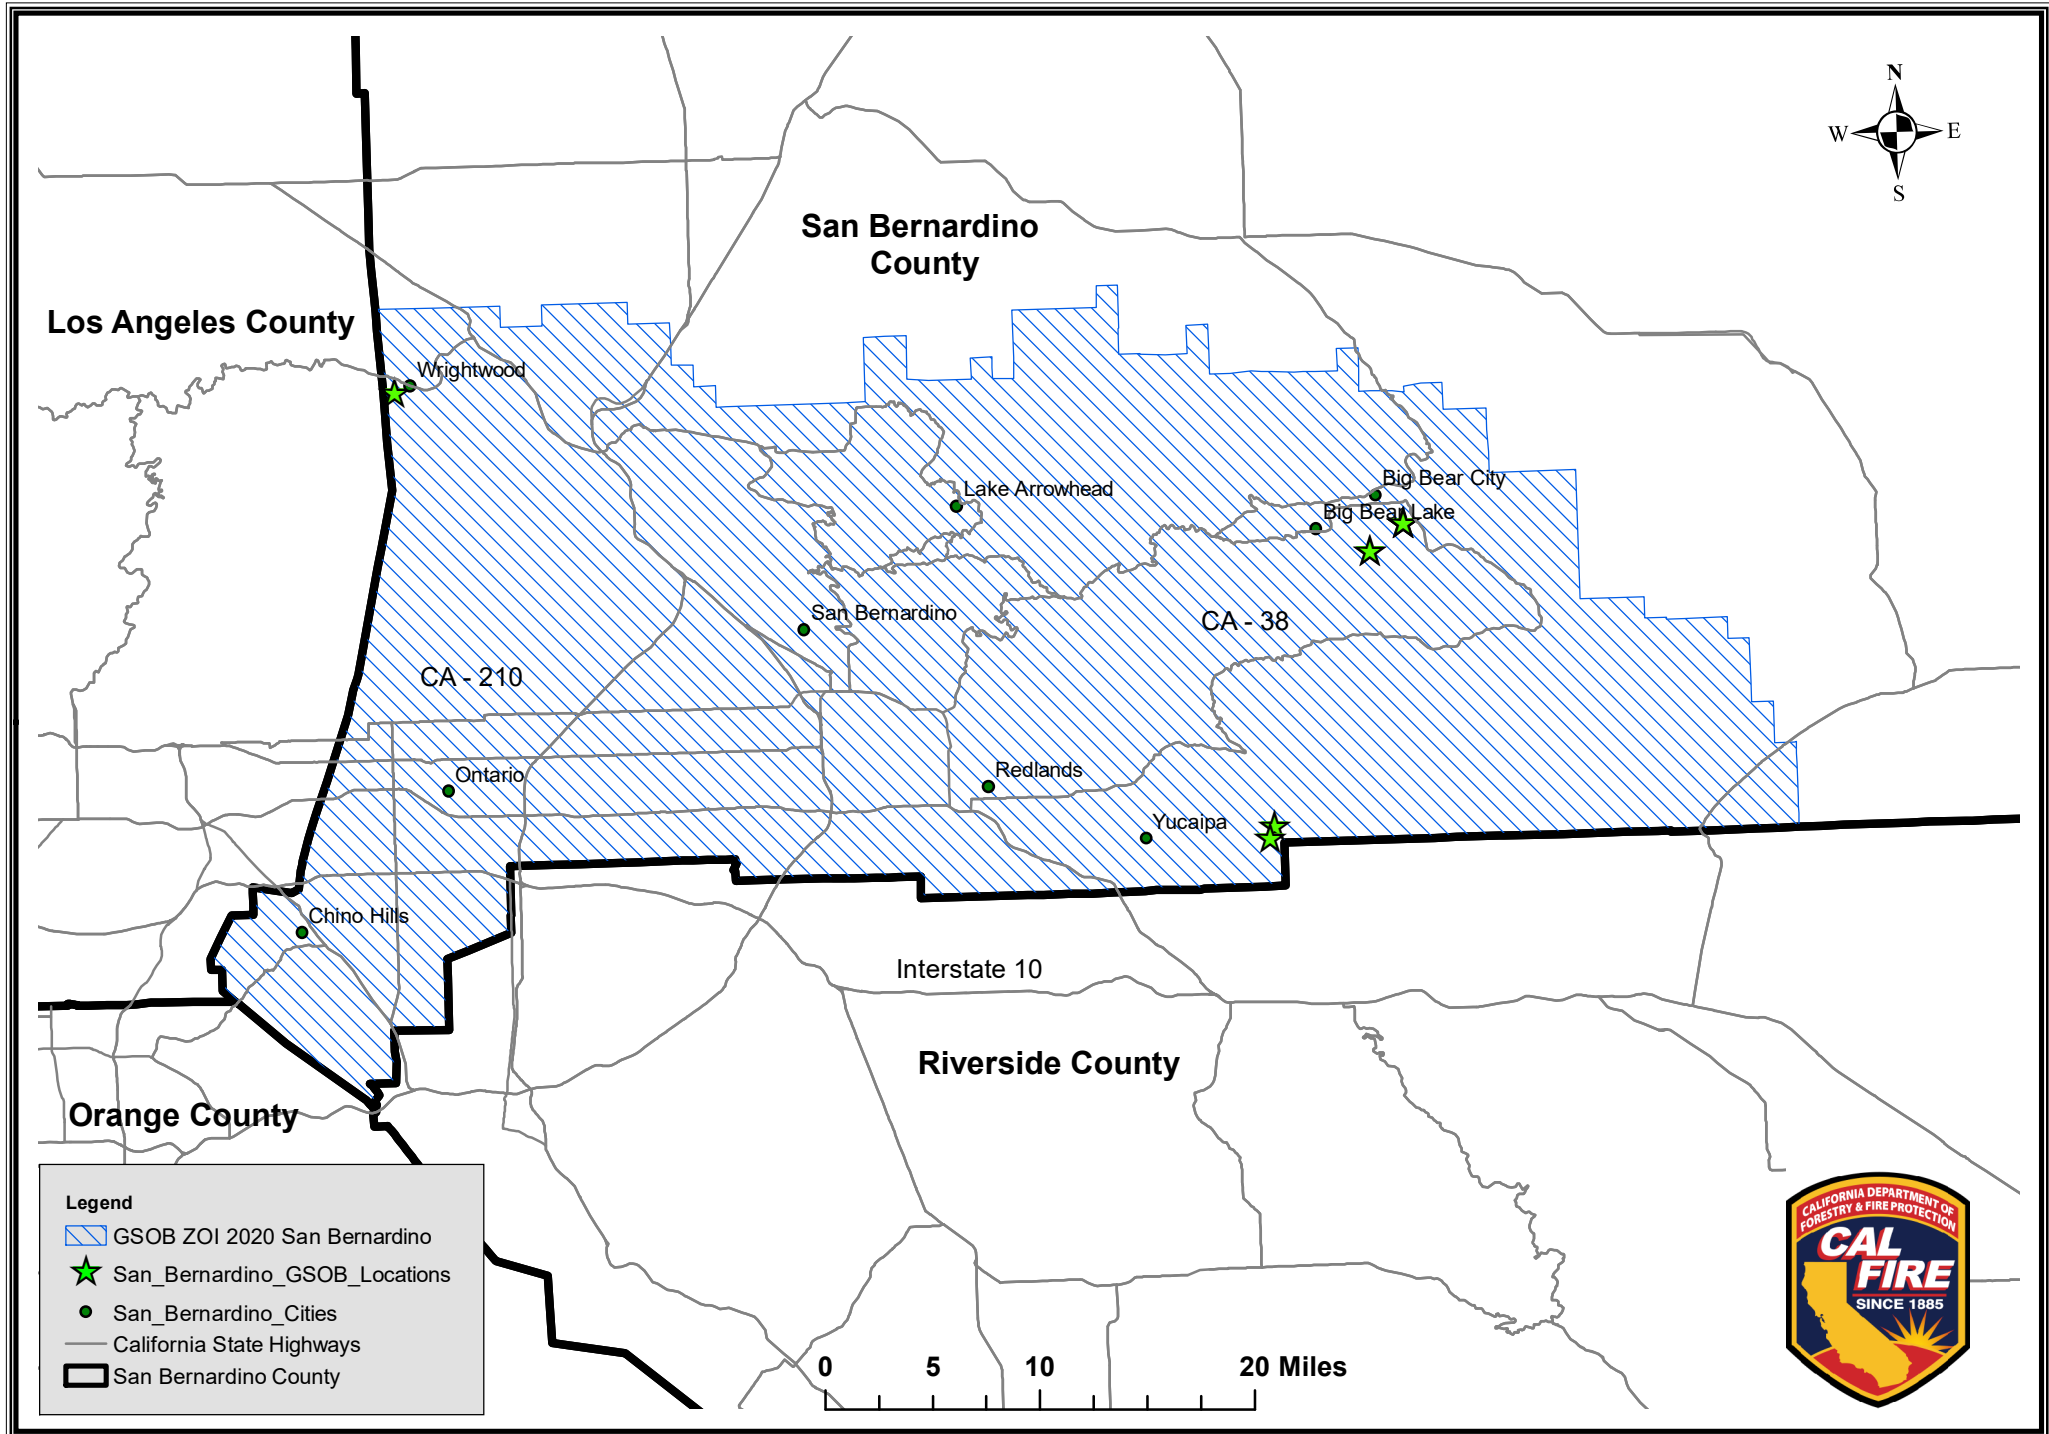 N
W
E
S
San Bernardino
County
Los Angeles County
Wrightwood
Big Bear City
Lake Arrowhead
Big Bear Lake
San Bernardino
CA - 38
CA - 210
Ontario
Redlands
Yucaipa
Chino Hills
Interstate 10
Riverside County
Orange County
Legend
GSOB ZOI 2020 San Bernardino
San_Bernardino_GSOB_Locations
San_Bernardino_Cities
California State Highways
San Bernardino County
0 5 10 20 Miles
CALIFORNIA DEPARTMENT OF
FORESTRY & FIRE PROTECTION
CAL
FIRE
SINCE 1885